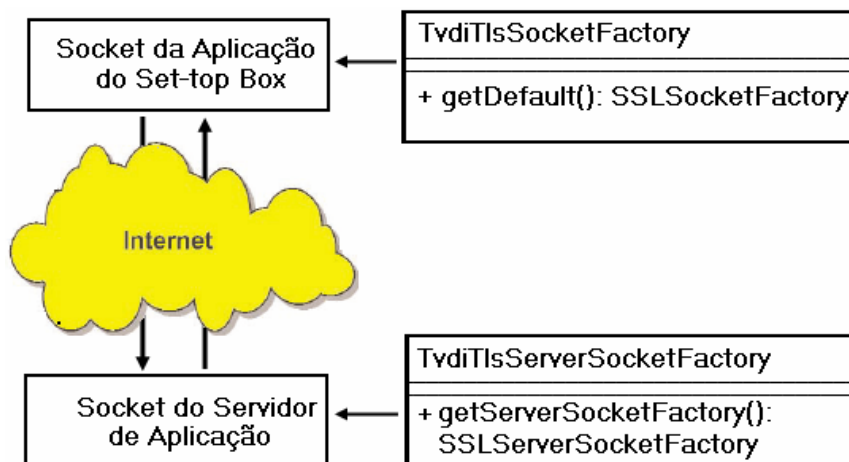 Socket da Aplicação
do Set-top Box
TvdiTlsSocketFactory
+ getDefault(): SSLSocketFactory
Internet
Socket do Servidor
de Aplicação
TvdiTlsServerSocketFactory
+ getServerSocketFactory():
SSLServerSocketFactory